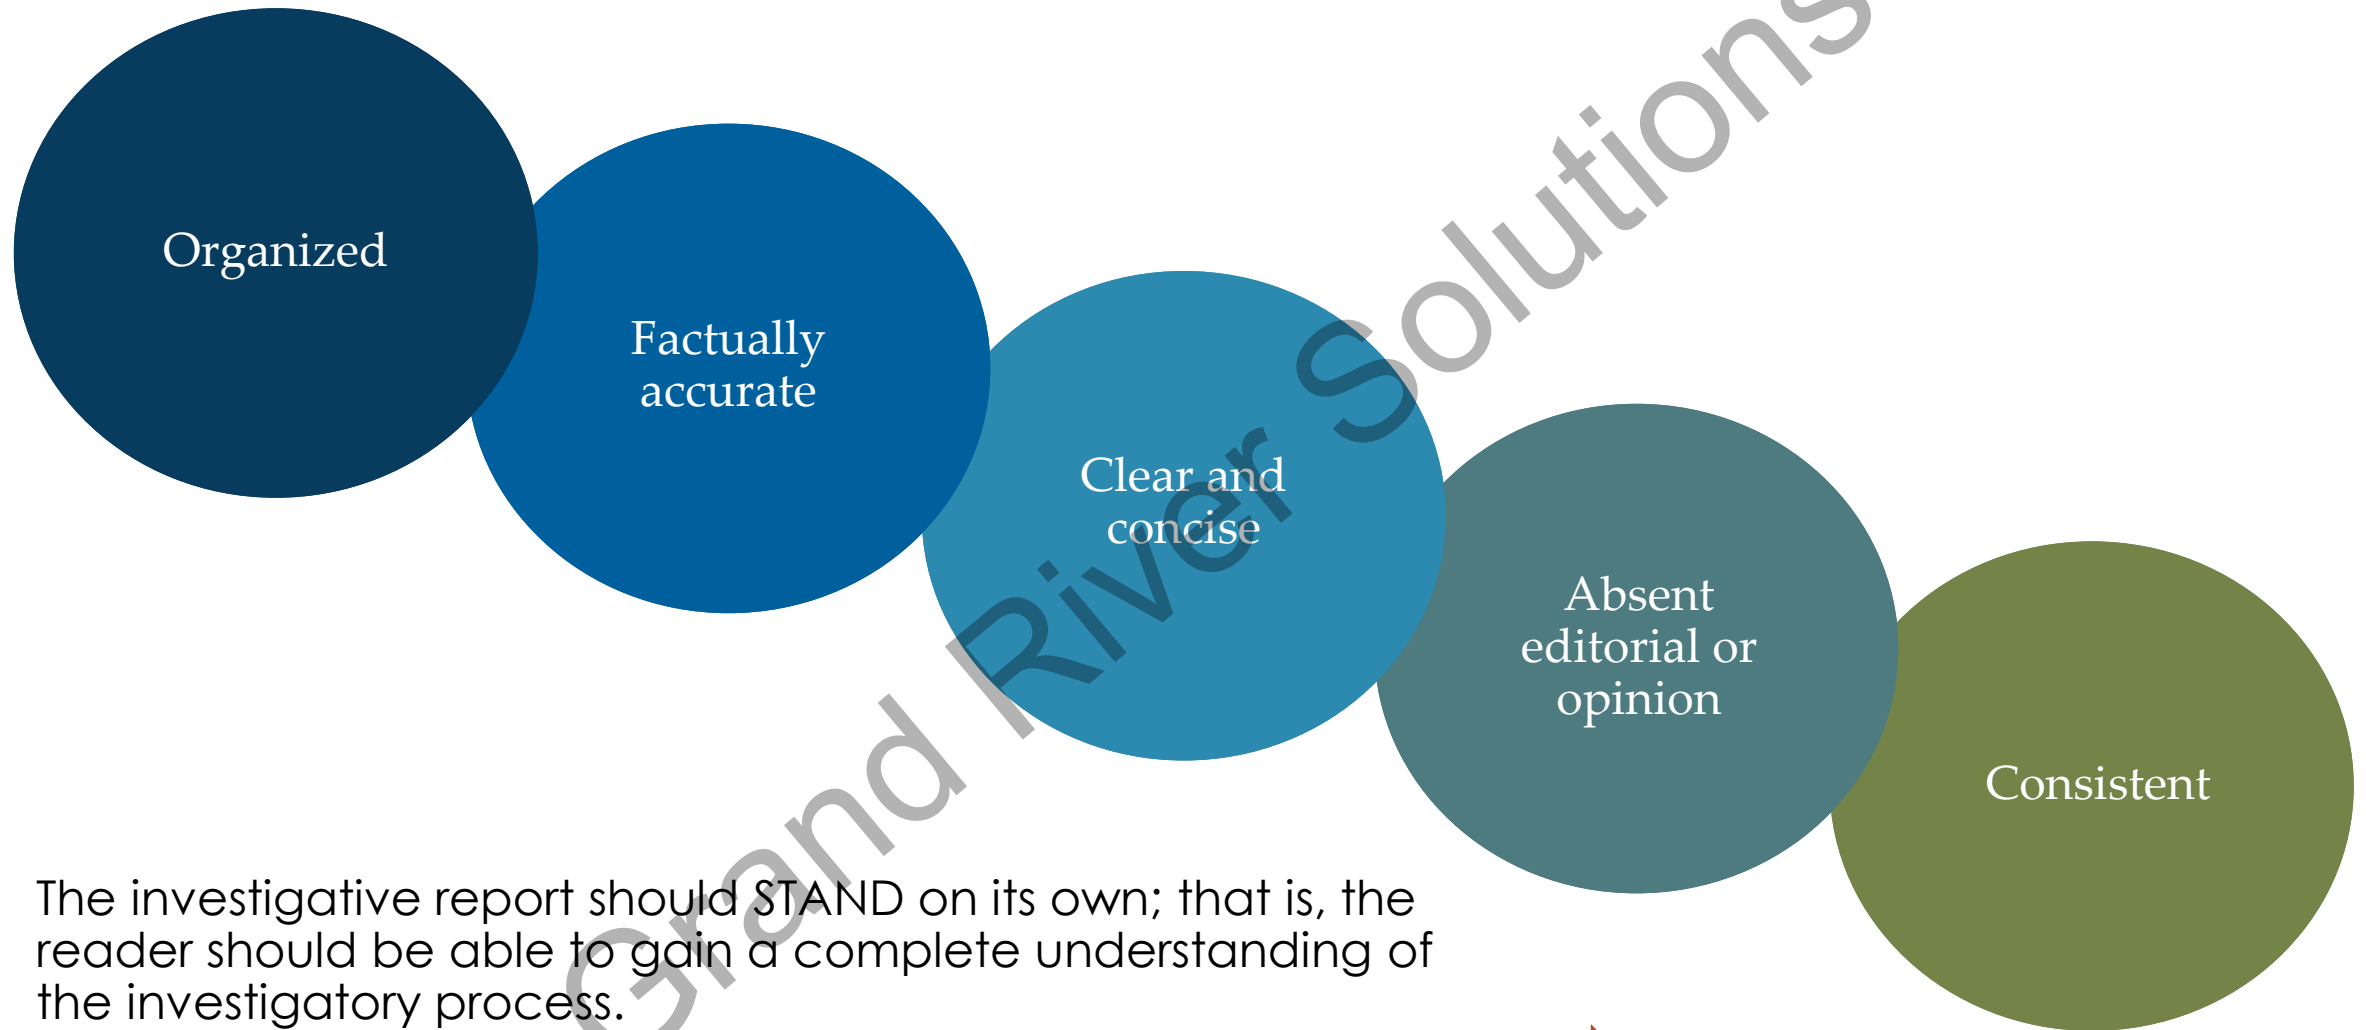 Organized
Factually
accurate
Clear and
concise
Absent
editorial or
opinion
Consistent
The investigative report should STAND on its own; that is, the
reader should be able to gain a complete understanding of
the investigatory process.
Grand River Solutions